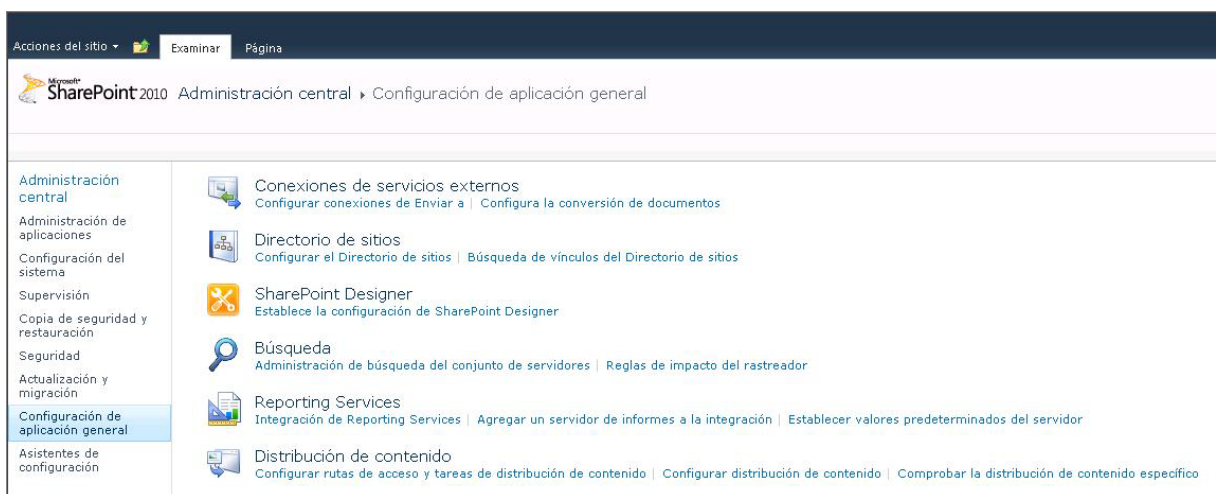 Acciones del sitio Examinar Página
Microsoft®
SharePoint 2010 Administración central Configuración de aplicación general
Administración
central
Administración de
aplicaciones
Configuración del
sistema
Supervisión
Copia de seguridad y
restauración
Seguridad
Actualización y
migración
Configuración de
aplicación general
Asistentes de
configuración
Conexiones de servicios externos
Configurar conexiones de Enviar a | Configura la conversión de documentos
Directorio de sitios
Configurar el Directorio de sitios | Búsqueda de vínculos del Directorio de sitios
SharePoint Designer
Establece la configuración de SharePoint Designer
Búsqueda
Administración de búsqueda del conjunto de servidores | Reglas de impacto del rastreador
Reporting Services
Integración de Reporting Services | Agregar un servidor de informes a la integración | Establecer valores predeterminados del servidor
Distribución de contenido
Configurar rutas de acceso y tareas de distribución de contenido | Configurar distribución de contenido | Comprobar la distribución de contenido específico